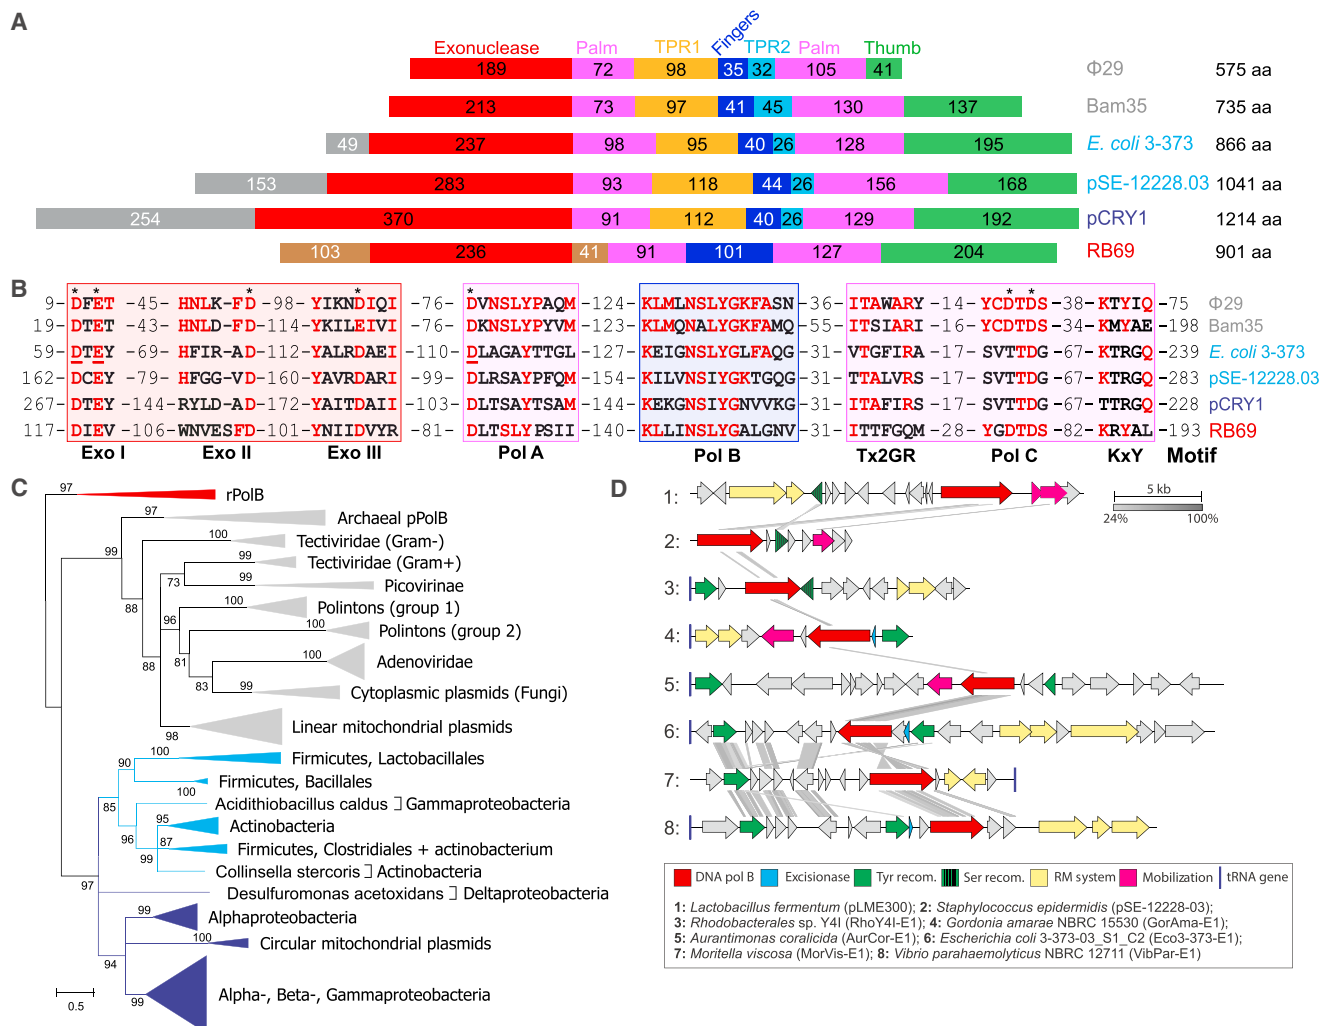 A
Exonuclease Palm TPR1 Fingers TPR2 Palm Thumb
189 72 98 35 32 105 41 Φ29 575 aa
213 73 97 41 45 130 137 Bam35 735 aa
49 237 98 95 40 26 128 195 E. coli 3-373 866 aa
153 283 93 118 44 26 156 168 pSE-12228.03 1041 aa
254 370 91 112 40 26 129 192 pCRY1 1214 aa
103 236 41 91 101 127 204 RB69 901 aa
B
* * * * * * *
9- DFET -45- HNLK-FD -98- YIKNDIQI -76- DVNSLYPAQM -124- KLMLNSLYGKFASN -36- ITAWARY -14- YCDTDS -38- KTYIQ -75 Φ29
19- DTET -43- HNLD-FD -114- YKILEIVI -76- DKNSLYPYVM -123- KLMQNALYGKFAMQ -55- ITSIARI -16- YCDTDS -34- KMYAE -198 Bam35
59- DTEY -69- HFIR-AD -112- YALRDAEI -110- DLAGAYTTGL -127- KEIGNSLYGLFAQG -31- VTGFIRA -17- SVTTDG -67- KTRGQ -239 E. coli 3-373
162- DCEY -79- HFGG-VD -160- YAVRDARI -99- DLRSAYPFQM -154- KILVNSIYGKTGQG -31- TTALVRS -17- SVTTDG -67- KTRGQ -283 pSE-12228.03
267- DTEY -144- RYLD-AD -172- YAITDAII -103- DLTSAYTSAM -144- KEKGNSIYGNVVKG -31- ITAFIRS -17- SVTTDG -67- TTRGQ -228 pCRY1
117- DIEV -106- WNVESFD -101- YNIIDVYR -81- DLTSLYPSII -140- KLLINSLYGALGNV -31- ITTFGQM -28- YGDTDS -82- KRYAL -193 RB69
Exo I Exo II Exo III Pol A Pol B Tx2GR Pol C KxY Motif
C
97 rPolB
97 Archaeal pPolB
99
100 Tectiviridae (Gram-)
99 Tectiviridae (Gram+)
73
99 Picovirinae
88
100 Polintons (group 1)
96
100 Polintons (group 2)
81
Adenoviridae
88
83
99 Cytoplasmic plasmids (Fungi)
98 Linear mitochondrial plasmids
100 Firmicutes, Lactobacillales
90
Firmicutes, Bacillales
100
85
Acidithiobacillus caldus ] Gammaproteobacteria
95 Actinobacteria
96
87 Firmicutes, Clostridiales + actinobacterium
99
Collinsella stercoris ] Actinobacteria
97
Desulfuromonas acetoxidans ] Deltaproteobacteria
99 Alphaproteobacteria
100 Circular mitochondrial plasmids
94
99 Alpha-, Beta-, Gammaproteobacteria
0.5
D
1:
5 kb
24% 100%
2:
3:
4:
5:
6:
7:
8:
DNA pol B Excisionase Tyr recom. Ser recom. RM system Mobilization tRNA gene
1: Lactobacillus fermentum (pLME300); 2: Staphylococcus epidermidis (pSE-12228-03);
3: Rhodobacterales sp. Y4I (RhoY4I-E1); 4: Gordonia amarae NBRC 15530 (GorAma-E1);
5: Aurantimonas coralicida (AurCor-E1); 6: Escherichia coli 3-373-03_S1_C2 (Eco3-373-E1);
7: Moritella viscosa (MorVis-E1); 8: Vibrio parahaemolyticus NBRC 12711 (VibPar-E1)